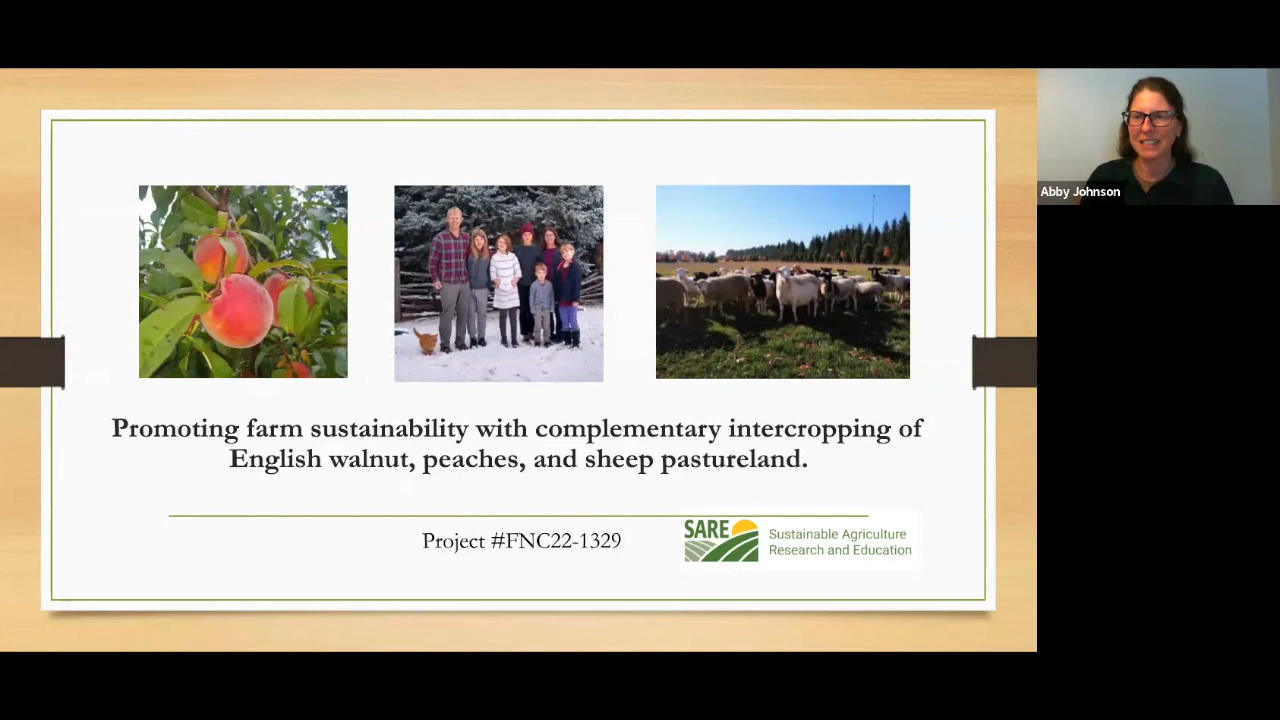 Abby Johnson
Promoting farm sustainability with complementary intercropping of
English walnut, peaches, and sheep pastureland.
Project #FNC22-1329
SARE
Sustainable Agriculture
Research and Education